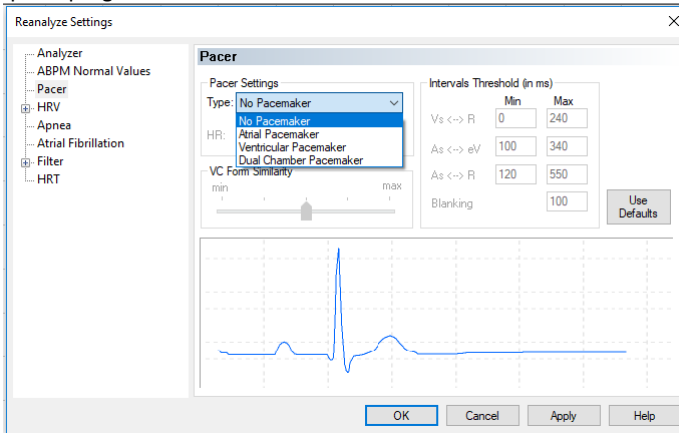 Reanalyze Settings
Analyzer
ABPM Normal Values
Pacer
HRV
Apnea
Atrial Fibrillation
Filter
HRT
Pacer
Pacer Settings
Type: No Pacemaker
No Pacemaker
Atrial Pacemaker
Ventricular Pacemaker
Dual Chamber Pacemaker
HR:
VC Form Similarity
min max
Intervals Threshold (in ms)
Min Max
Vs <--> R 0 240
As <--> eV 100 340
As <--> R 120 550
Blanking 100
Use
Defaults
OK Cancel Apply Help